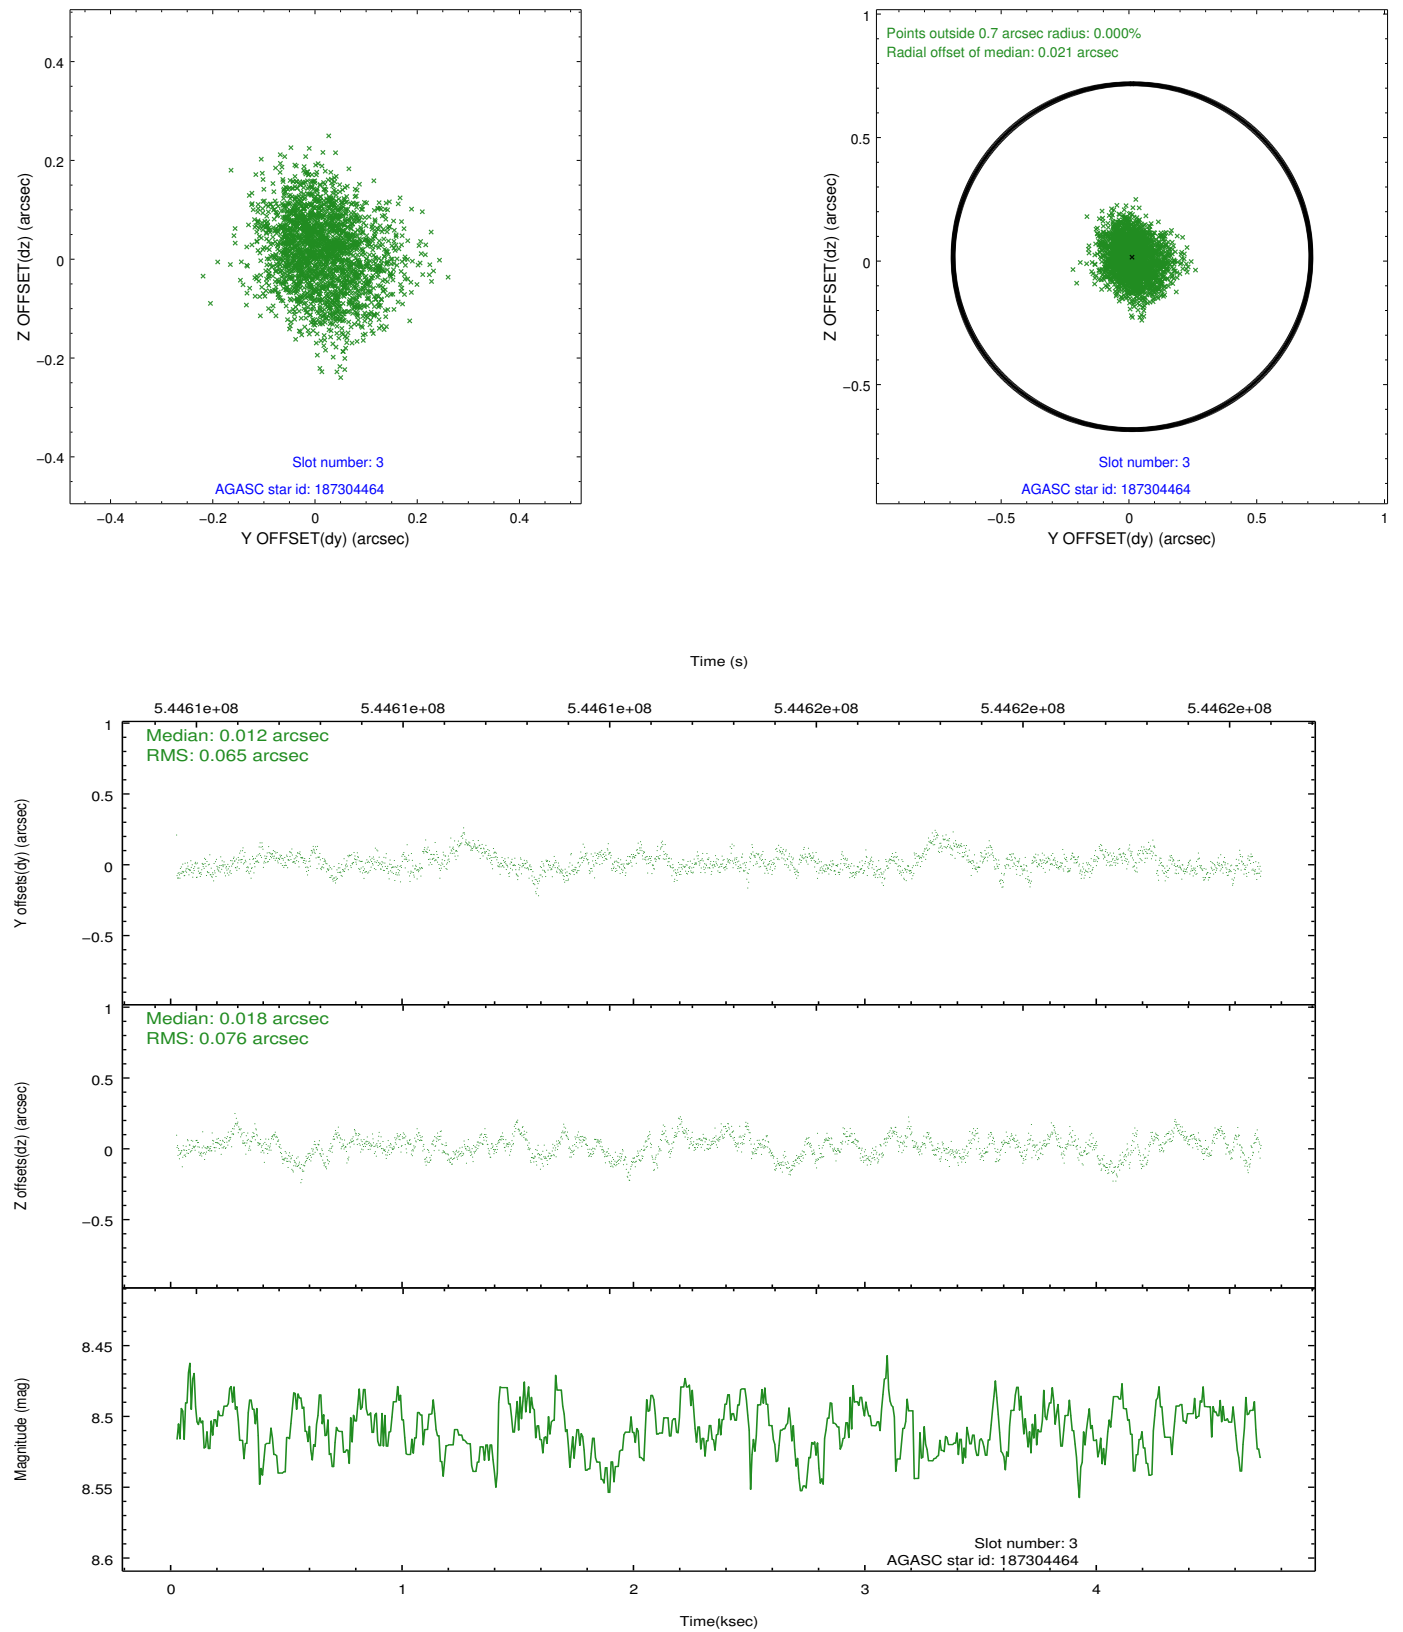 0.4
0.2
0
−0.2
−0.4
Z OFFSET(dz) (arcsec)
Slot number: 3
AGASC star id: 187304464
−0.4
−0.2
0
0.2
0.4
Y OFFSET(dy) (arcsec)
Points outside 0.7 arcsec radius: 0.000%
Radial offset of median: 0.021 arcsec
1
0.5
0
−0.5
Z OFFSET(dz) (arcsec)
Slot number: 3
AGASC star id: 187304464
−0.5
0
0.5
1
Y OFFSET(dy) (arcsec)
Time (s)
5.4461e+08
5.4461e+08
5.4461e+08
5.4462e+08
5.4462e+08
5.4462e+08
Median: 0.012 arcsec
RMS: 0.065 arcsec
1
0.5
0
−0.5
Y offsets(dy) (arcsec)
Median: 0.018 arcsec
RMS: 0.076 arcsec
1
0.5
0
−0.5
Z offsets(dz) (arcsec)
8.45
8.5
8.55
8.6
Magnitude (mag)
Slot number: 3
AGASC star id: 187304464
0
1
2
3
4
Time(ksec)